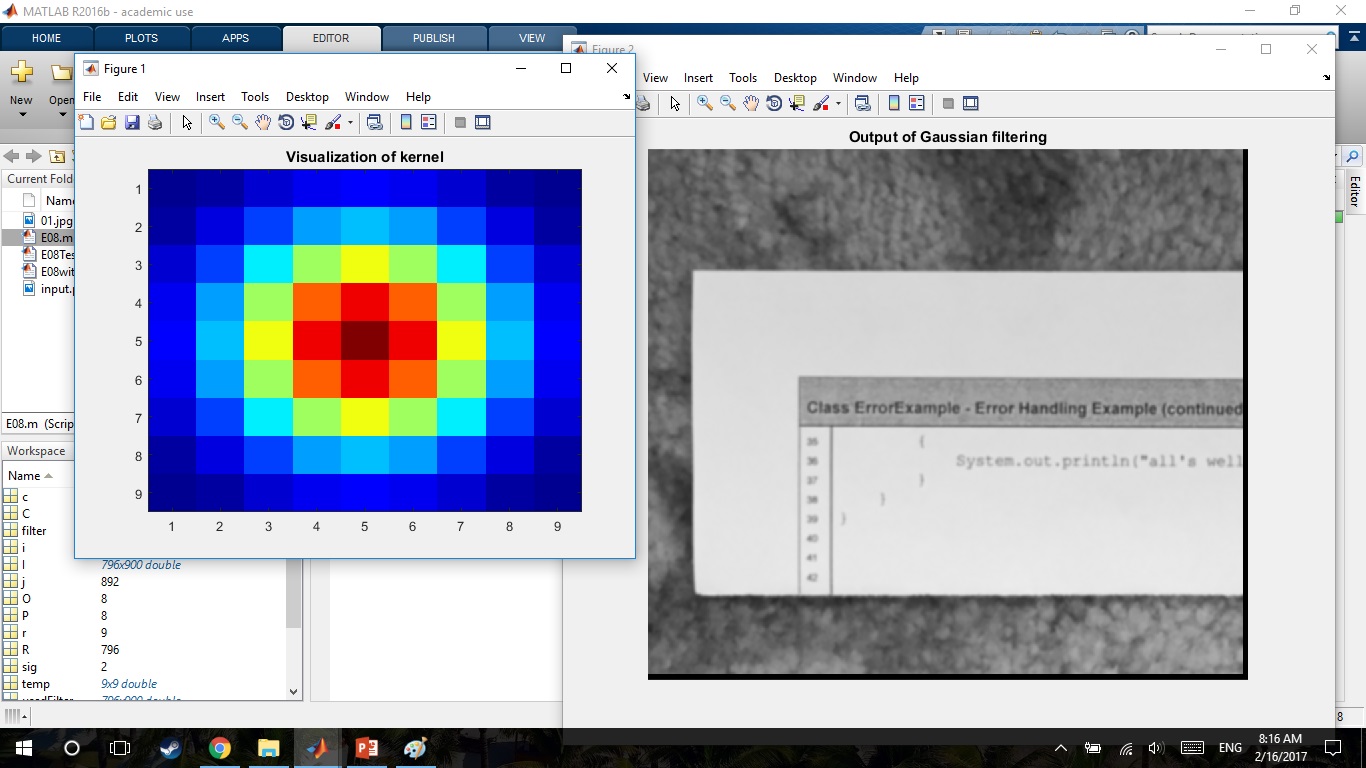 MATLAB R2016b - academic use
HOME PLOTS APPS EDITOR PUBLISH VIEW
Figure 2
Figure 1
View Insert Tools Desktop Window Help
File Edit View Insert Tools Desktop Window Help
New Open
Output of Gaussian filtering
Visualization of kernel
Current Fold
Name
01.jpg
E08.m
E08Tes
E08wit
input.p
Editor
1
2
3
4
5
6
7
8
9
1 2 3 4 5 6 7 8 9
Class ErrorExample - Error Handling Example (continued
35 {
36 System.out.println("all's well
37 }
38 }
39 }
40
41
42
E08.m (Scrip
Workspace
Name
c
C
filter
i
I 796x900 double
j 892
O 8
P 8
r 9
R 796
sig 2
temp 9x9 double
usedFilter 796x900 double
8
ENG
8:16 AM
2/16/2017